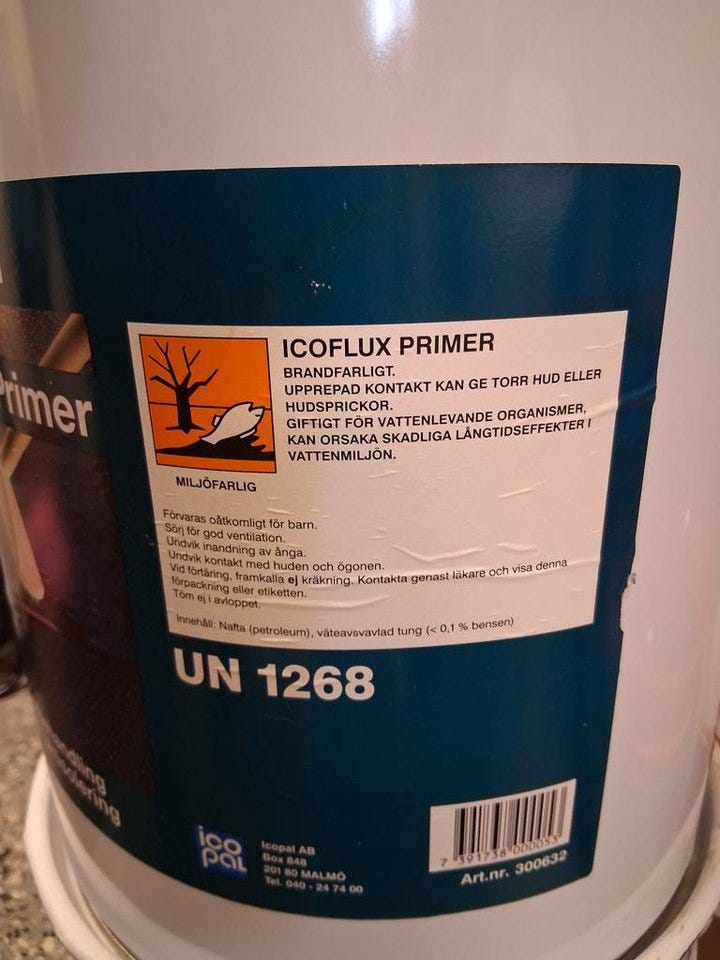 Primer
ICOFLUX PRIMER
BRANDFARLIGT.
UPPREPAD KONTAKT KAN GE TORR HUD ELLER
HUDSPRICKOR.
GIFTIGT FÖR VATTENLEVANDE ORGANISMER,
KAN ORSAKA SKADLIGA LÅNGTIDSEFFEKTER I
VATTENMILJÖN.
MILJÖFARLIG
Förvaras oåtkomligt för barn.
Sörj för god ventilation.
Undvik inandning av ånga.
Undvik kontakt med huden och ögonen.
Vid förtäring, framkalla ej kräkning. Kontakta genast läkare och visa denna
förpackning eller etiketten.
Töm ej i avloppet.
Innehåll: Nafta (petroleum), väteavsvavlad tung (< 0,1 % bensen)
UN 1268
ico
pal
Icopal AB
Box 848
201 80 MALMÖ
Tel. 040 - 24 74 00
7 391738 000053
Art.nr. 300632